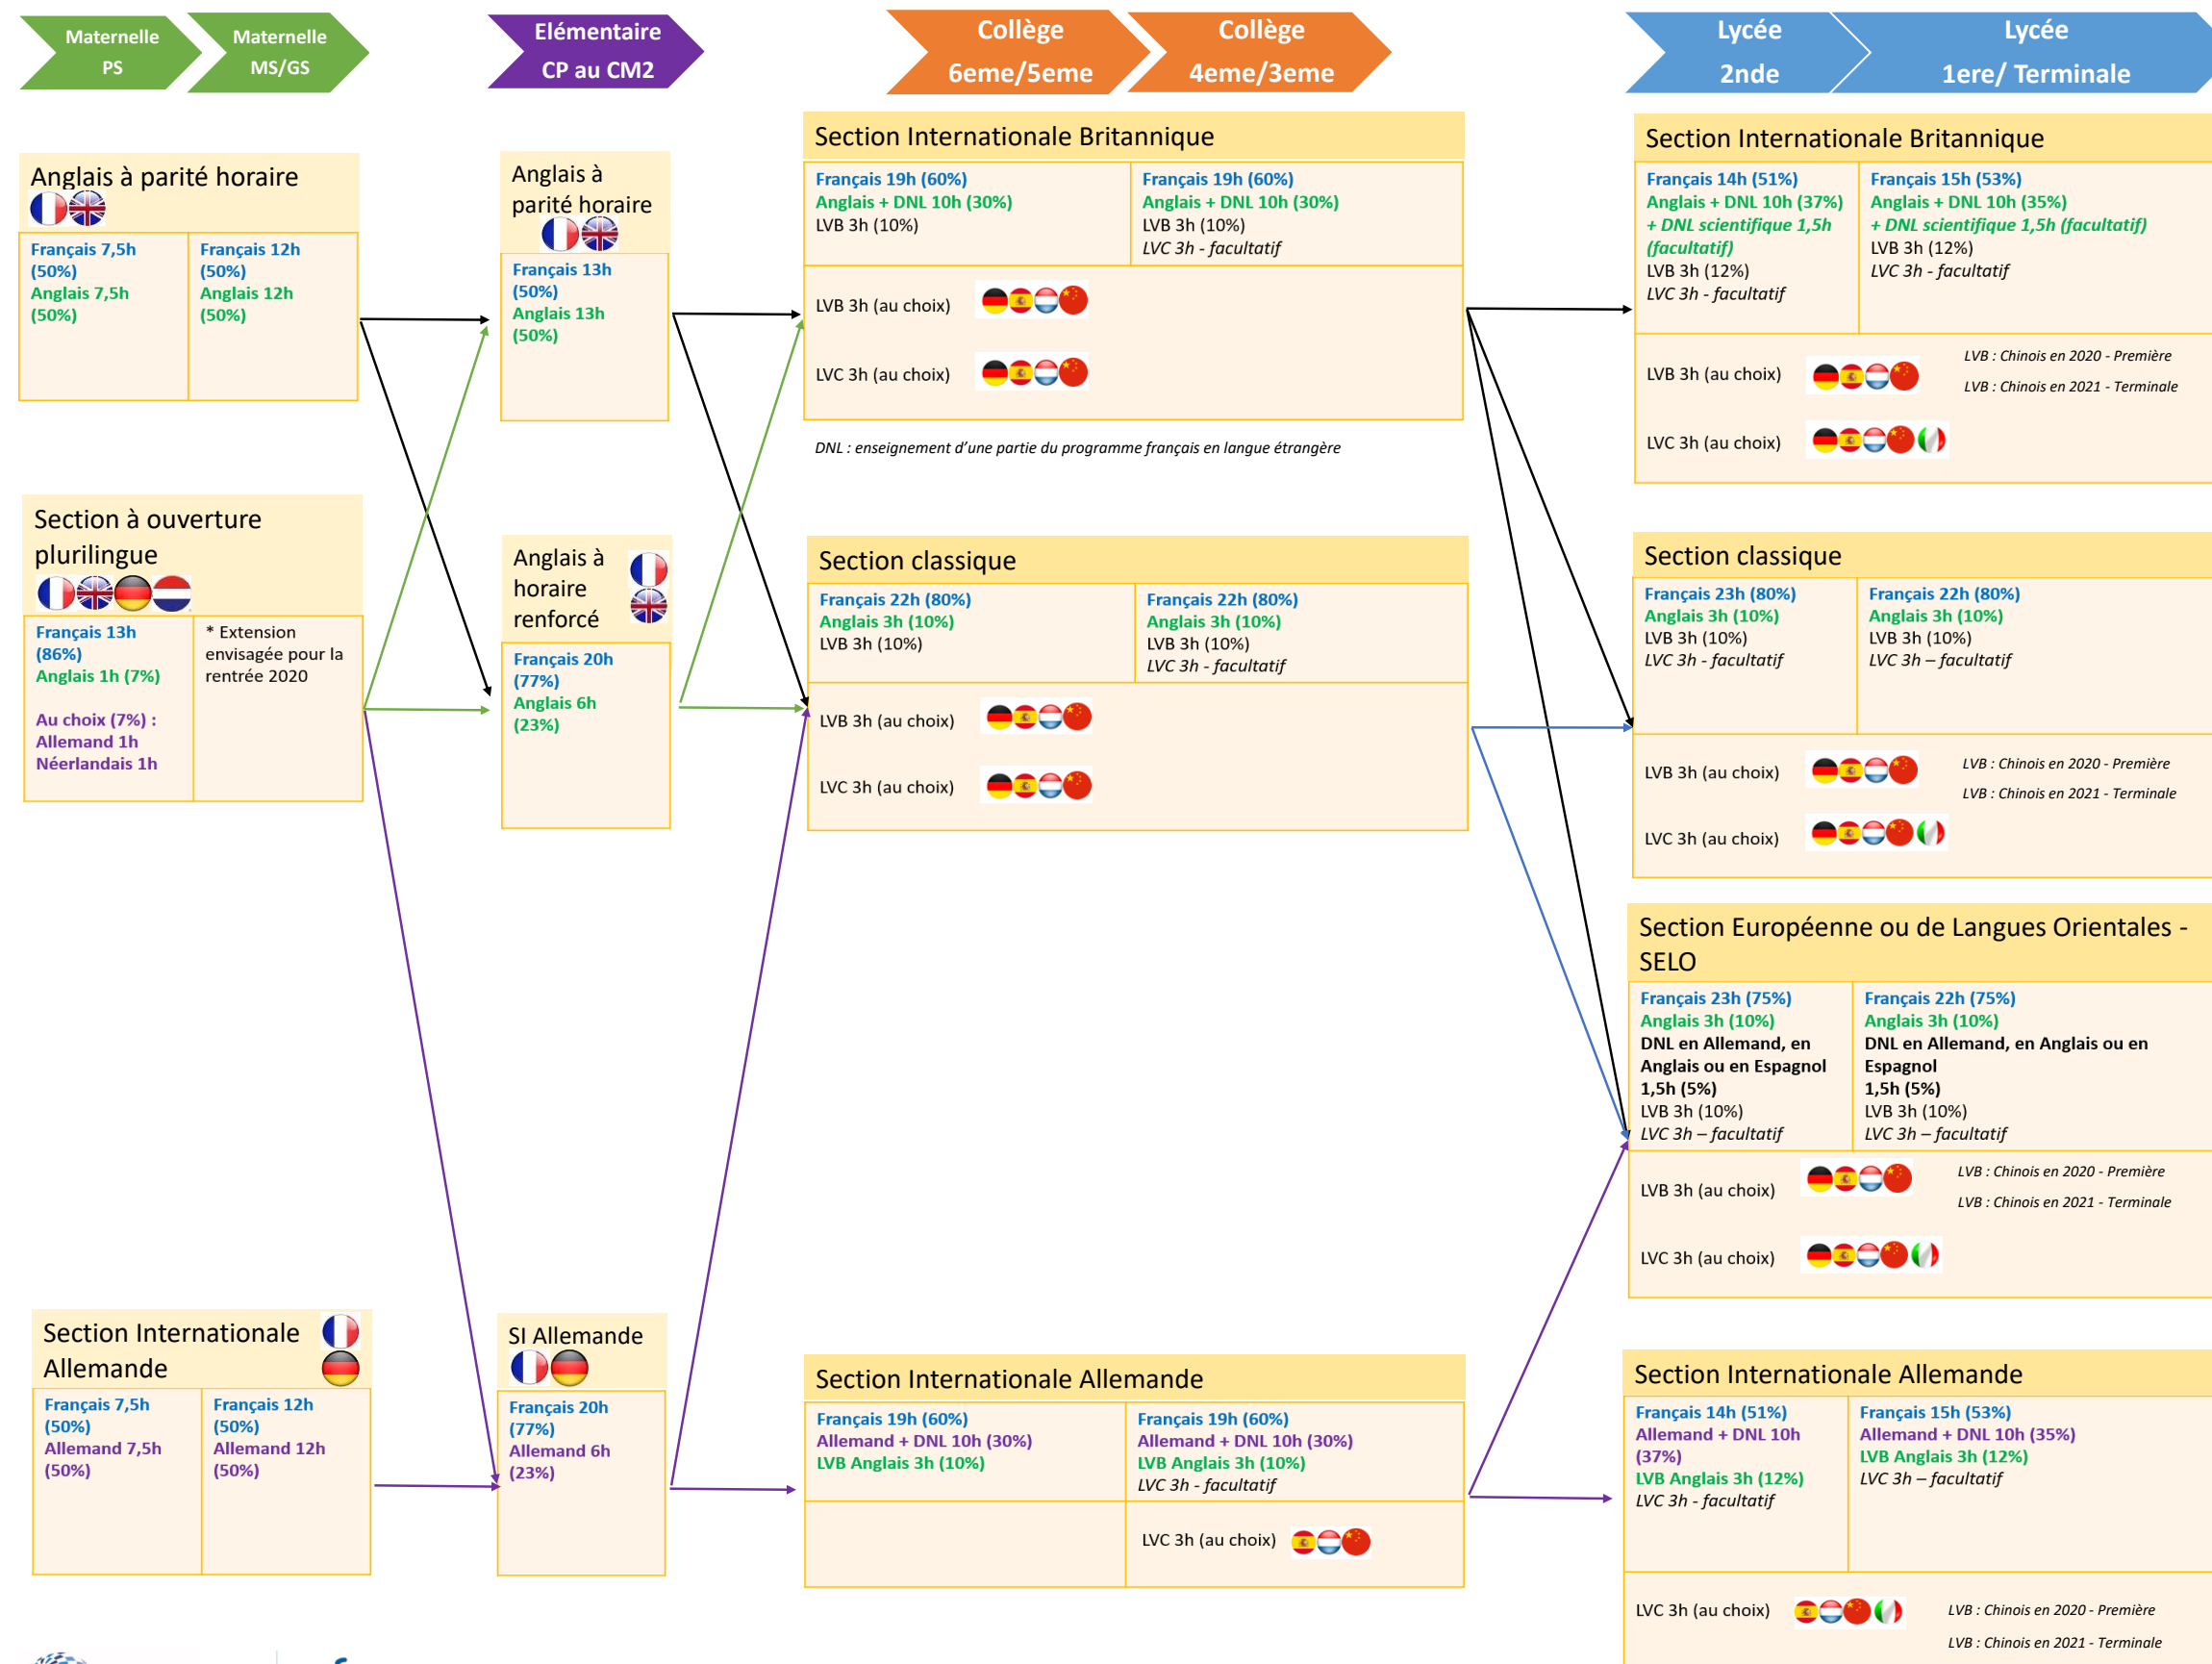 Maternelle
PS
Maternelle
MS/GS
Elémentaire
CP au CM2
Collège
6eme/5eme
Collège
4eme/3eme
Lycée
2nde
Lycée
1ere/ Terminale
Anglais à parité horaire
Français 7,5h
(50%)
Anglais 7,5h
(50%)
Français 12h
(50%)
Anglais 12h
(50%)
Section à ouverture
plurilingue
Français 13h
(86%)
Anglais 1h (7%)
Au choix (7%) :
Allemand 1h
Néerlandais 1h
* Extension
envisagée pour la
rentrée 2020
Section Internationale
Allemande
Français 7,5h
(50%)
Allemand 7,5h
(50%)
Français 12h
(50%)
Allemand 12h
(50%)
Anglais à
parité horaire
Français 13h
(50%)
Anglais 13h
(50%)
Anglais à
horaire
renforcé
Français 20h
(77%)
Anglais 6h
(23%)
SI Allemande
Français 20h
(77%)
Allemand 6h
(23%)
Section Internationale Britannique
Français 19h (60%)
Anglais + DNL 10h (30%)
LVB 3h (10%)
Français 19h (60%)
Anglais + DNL 10h (30%)
LVB 3h (10%)
LVC 3h - facultatif
LVB 3h (au choix)
LVC 3h (au choix)
DNL : enseignement d'une partie du programme français en langue étrangère
Section classique
Français 22h (80%)
Anglais 3h (10%)
LVB 3h (10%)
Français 22h (80%)
Anglais 3h (10%)
LVB 3h (10%)
LVC 3h - facultatif
LVB 3h (au choix)
LVC 3h (au choix)
Section Internationale Allemande
Français 19h (60%)
Allemand + DNL 10h (30%)
LVB Anglais 3h (10%)
Français 19h (60%)
Allemand + DNL 10h (30%)
LVB Anglais 3h (10%)
LVC 3h - facultatif
LVC 3h (au choix)
Section Internationale Britannique
Français 14h (51%)
Anglais + DNL 10h (37%)
+ DNL scientifique 1,5h
(facultatif)
LVB 3h (12%)
LVC 3h - facultatif
Français 15h (53%)
Anglais + DNL 10h (35%)
+ DNL scientifique 1,5h (facultatif)
LVB 3h (12%)
LVC 3h - facultatif
LVB 3h (au choix)
LVB : Chinois en 2020 - Première
LVB : Chinois en 2021 - Terminale
LVC 3h (au choix)
Section classique
Français 23h (80%)
Anglais 3h (10%)
LVB 3h (10%)
LVC 3h - facultatif
Français 22h (80%)
Anglais 3h (10%)
LVB 3h (10%)
LVC 3h – facultatif
LVB 3h (au choix)
LVB : Chinois en 2020 - Première
LVB : Chinois en 2021 - Terminale
LVC 3h (au choix)
Section Européenne ou de Langues Orientales -
SELO
Français 23h (75%)
Anglais 3h (10%)
DNL en Allemand, en
Anglais ou en Espagnol
1,5h (5%)
LVB 3h (10%)
LVC 3h – facultatif
Français 22h (75%)
Anglais 3h (10%)
DNL en Allemand, en Anglais ou en
Espagnol
1,5h (5%)
LVB 3h (10%)
LVC 3h – facultatif
LVB 3h (au choix)
LVB : Chinois en 2020 - Première
LVB : Chinois en 2021 - Terminale
LVC 3h (au choix)
Section Internationale Allemande
Français 14h (51%)
Allemand + DNL 10h
(37%)
LVB Anglais 3h (12%)
LVC 3h - facultatif
Français 15h (53%)
Allemand + DNL 10h (35%)
LVB Anglais 3h (12%)
LVC 3h – facultatif
LVC 3h (au choix)
LVB : Chinois en 2020 - Première
LVB : Chinois en 2021 - Terminale